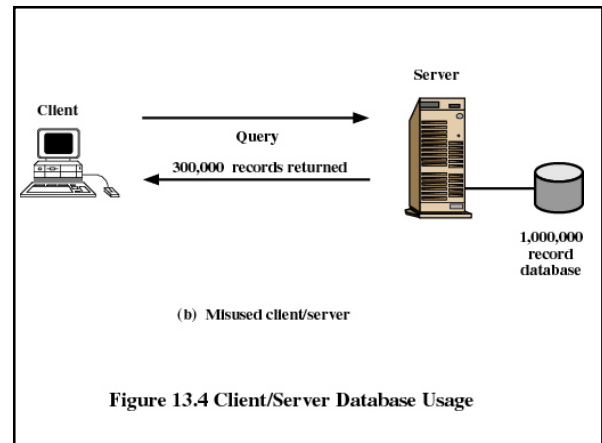 Server
Client
Query
300,000 records returned
1,000,000
record
database
(b) Misused client/server
Figure 13.4 Client/Server Database Usage